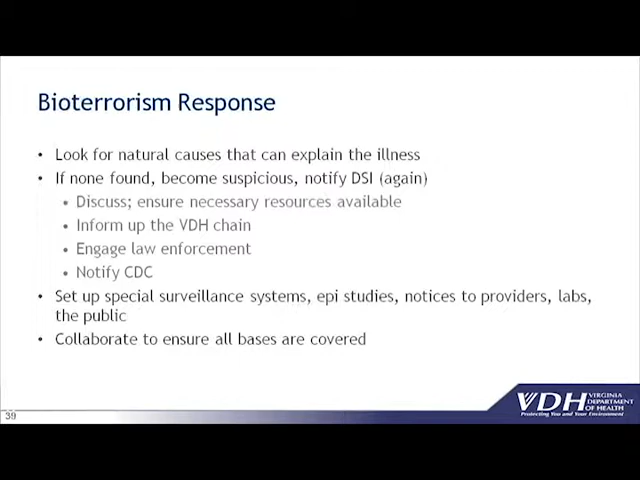 Bioterrorism Response
• Look for natural causes that can explain the illness
• If none found, become suspicious, notify DSI (again)
• Discuss; ensure necessary resources available
• Inform up the VDH chain
• Engage law enforcement
• Notify CDC
• Set up special surveillance systems, epi studies, notices to providers, labs,
the public
• Collaborate to ensure all bases are covered
39
VDH VIRGINIA
DEPARTMENT
OF HEALTH
Protecting You and Your Environment